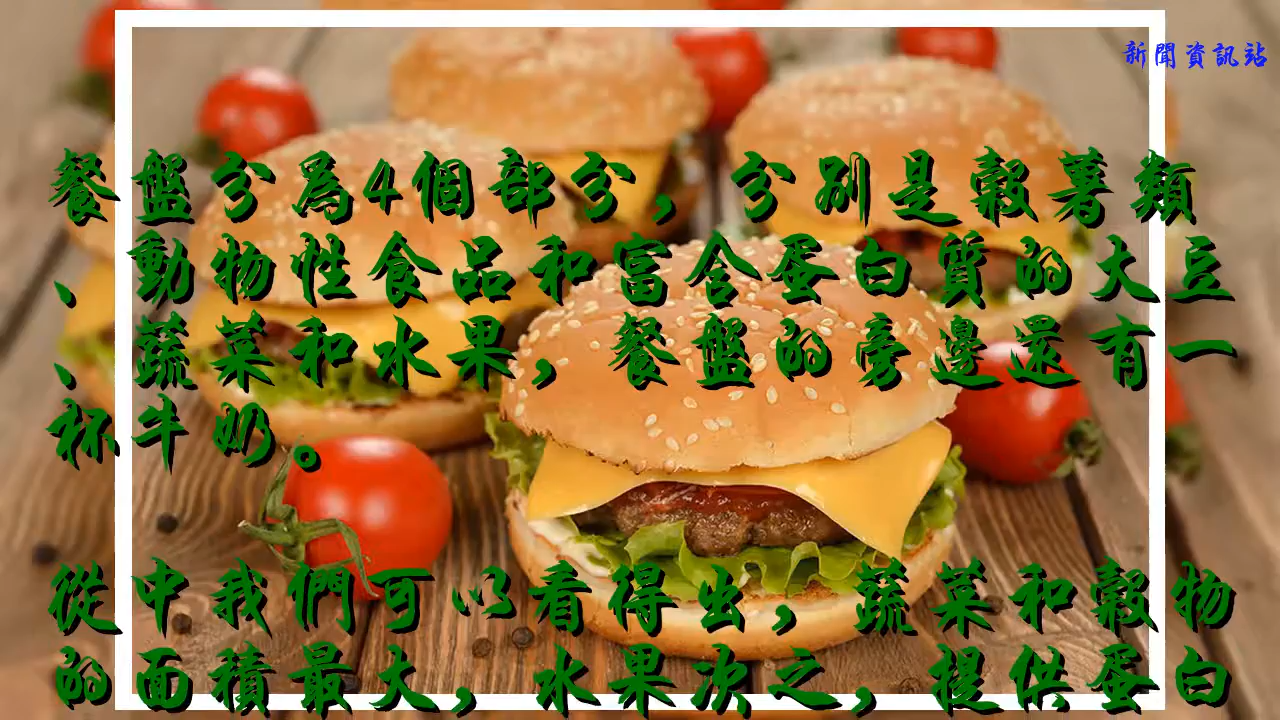 新聞資訊站
餐盤分為4個部分，分別是穀薯類
、動物性食品和富含蛋白質的大豆
、蔬菜和水果，餐盤的旁邊還有一
杯牛奶。
從中我們可以看得出，蔬菜和穀物
的面積最大，水果次之，提供蛋白